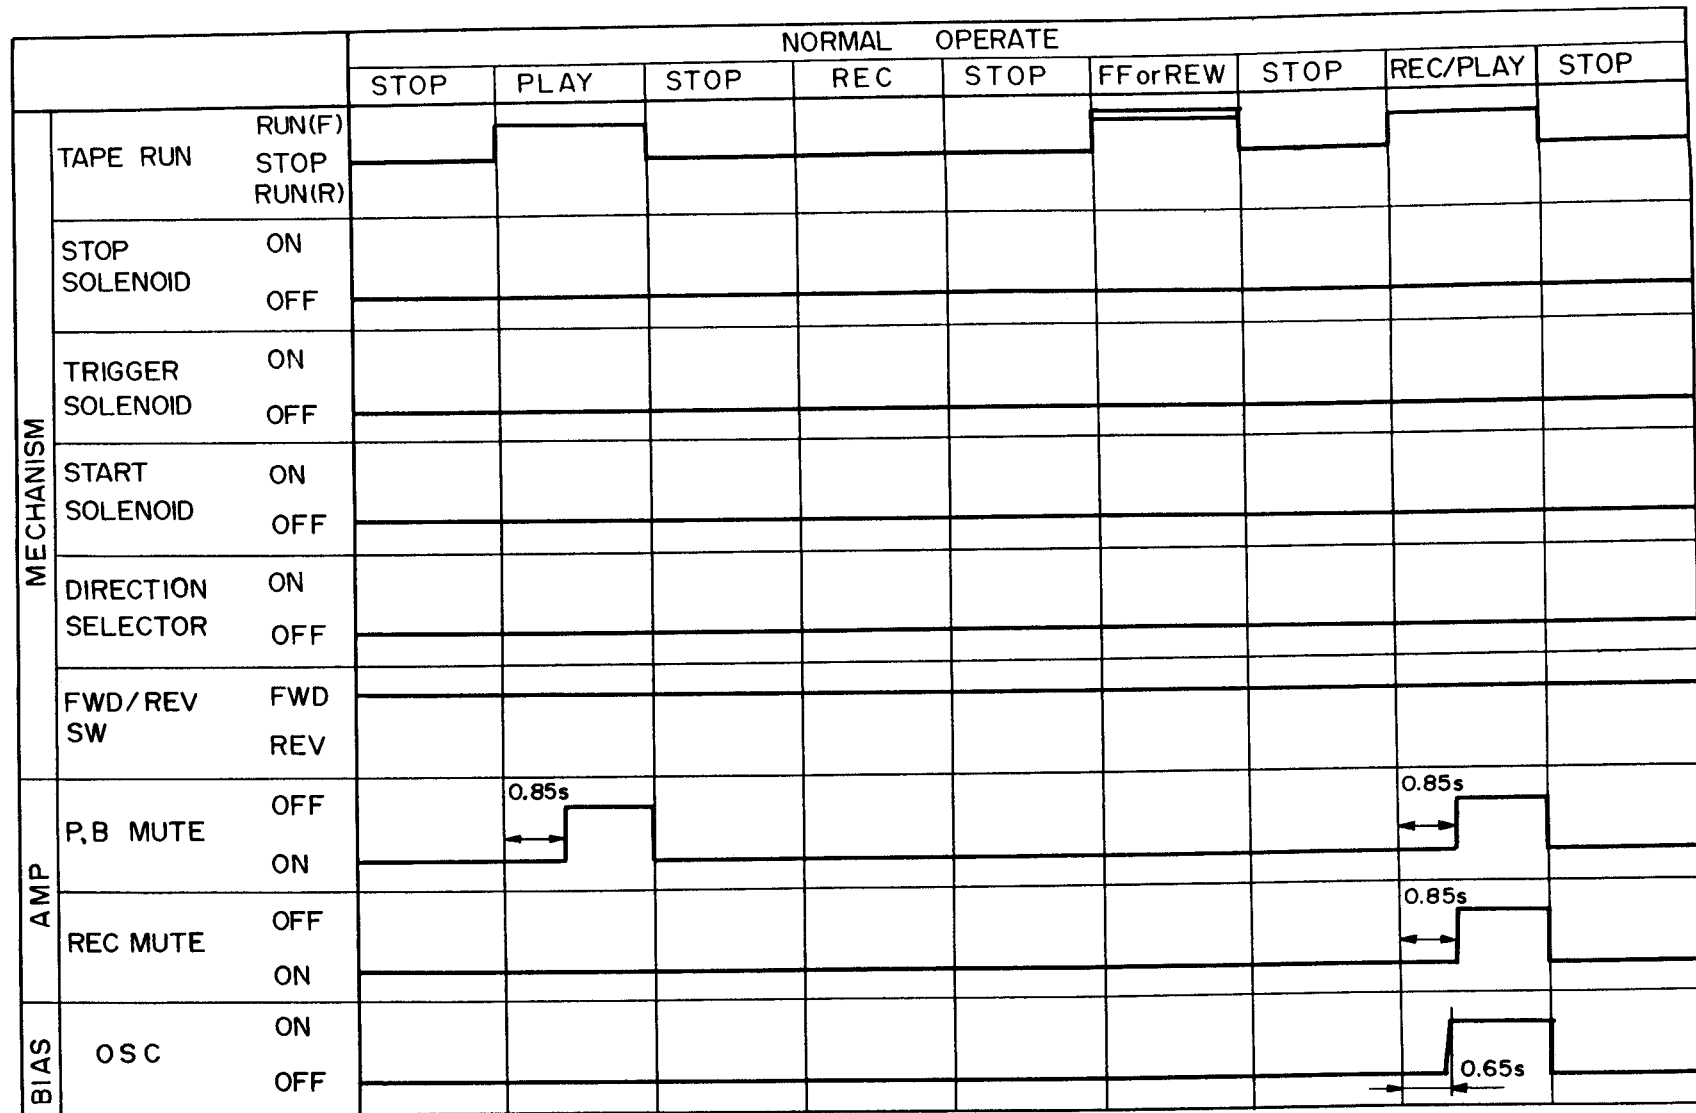 NORMAL OPERATE
STOP PLAY STOP REC STOP FForREW STOP REC/PLAY STOP
MECHANISM
TAPE RUN
RUN(F)
STOP
RUN(R)
STOP
SOLENOID
ON
OFF
TRIGGER
SOLENOID
ON
OFF
START
SOLENOID
ON
OFF
DIRECTION
SELECTOR
ON
OFF
FWD/REV
SW
FWD
REV
AMP
P,B MUTE
OFF
ON
0.85s
0.85s
REC MUTE
OFF
ON
0.85s
BIAS
OSC
ON
OFF
0.65s